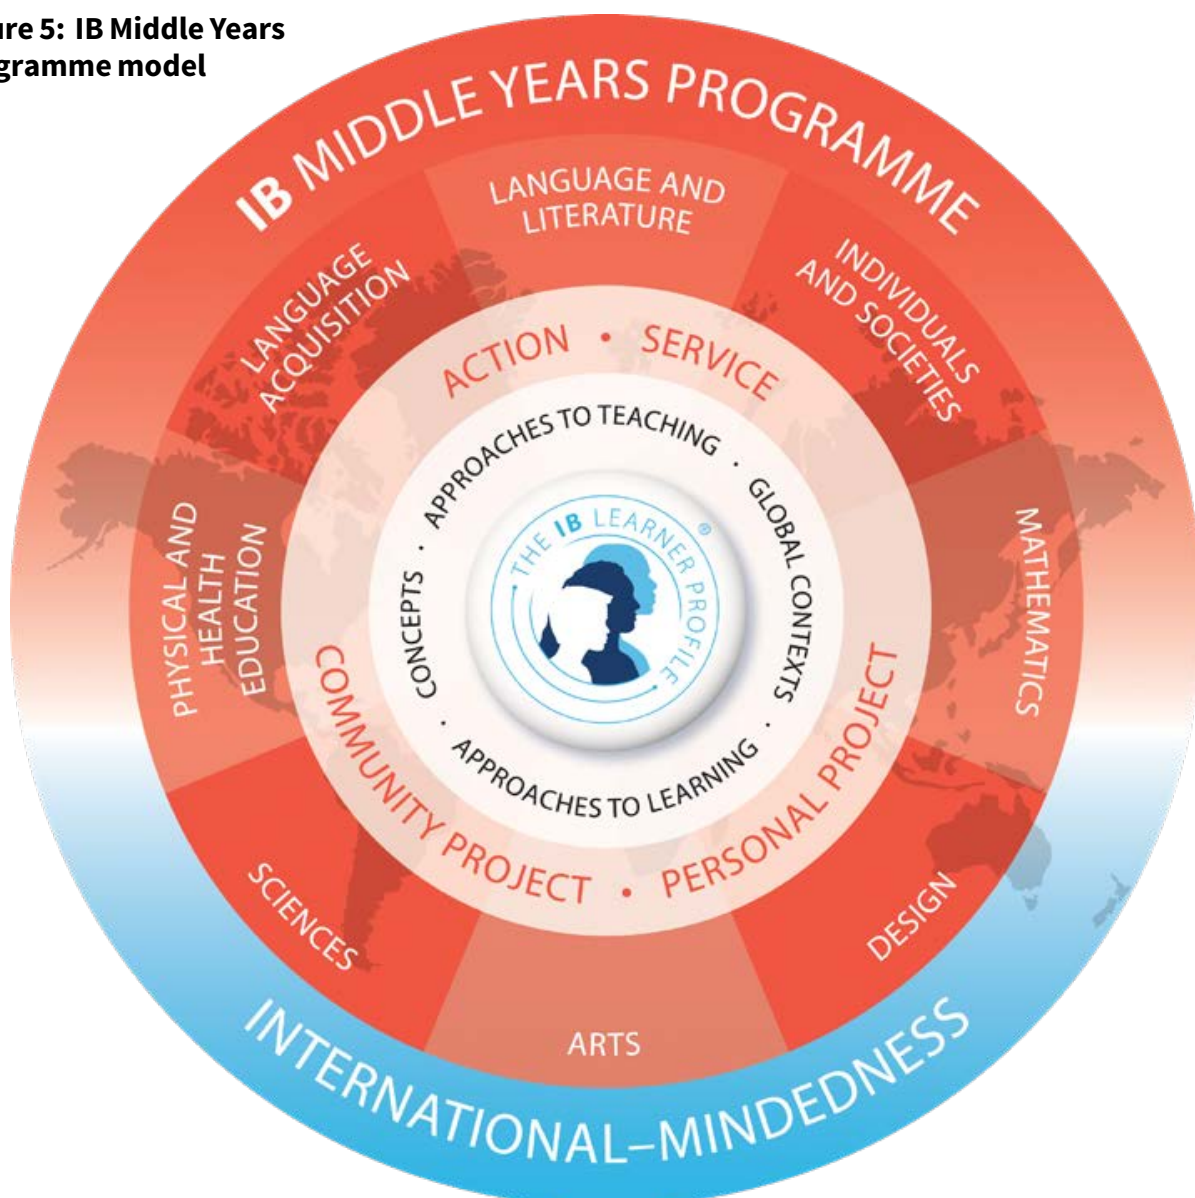 ure 5: IB Middle Years
gramme model
IB MIDDLE YEARS PROGRAMME
LANGUAGE AND
LITERATURE
LANGUAGE
ACQUISITION
INDIVIDUALS
AND SOCIETIES
PHYSICAL AND
HEALTH
EDUCATION
MATHEMATICS
SCIENCES
DESIGN
ARTS
ACTION • SERVICE
COMMUNITY PROJECT • PERSONAL PROJECT
APPROACHES TO TEACHING · GLOBAL CONTEXTS ·
CONCEPTS ·
· APPROACHES TO LEARNING
• THE IB LEARNER PROFILE • ®
INTERNATIONAL–MINDEDNESS